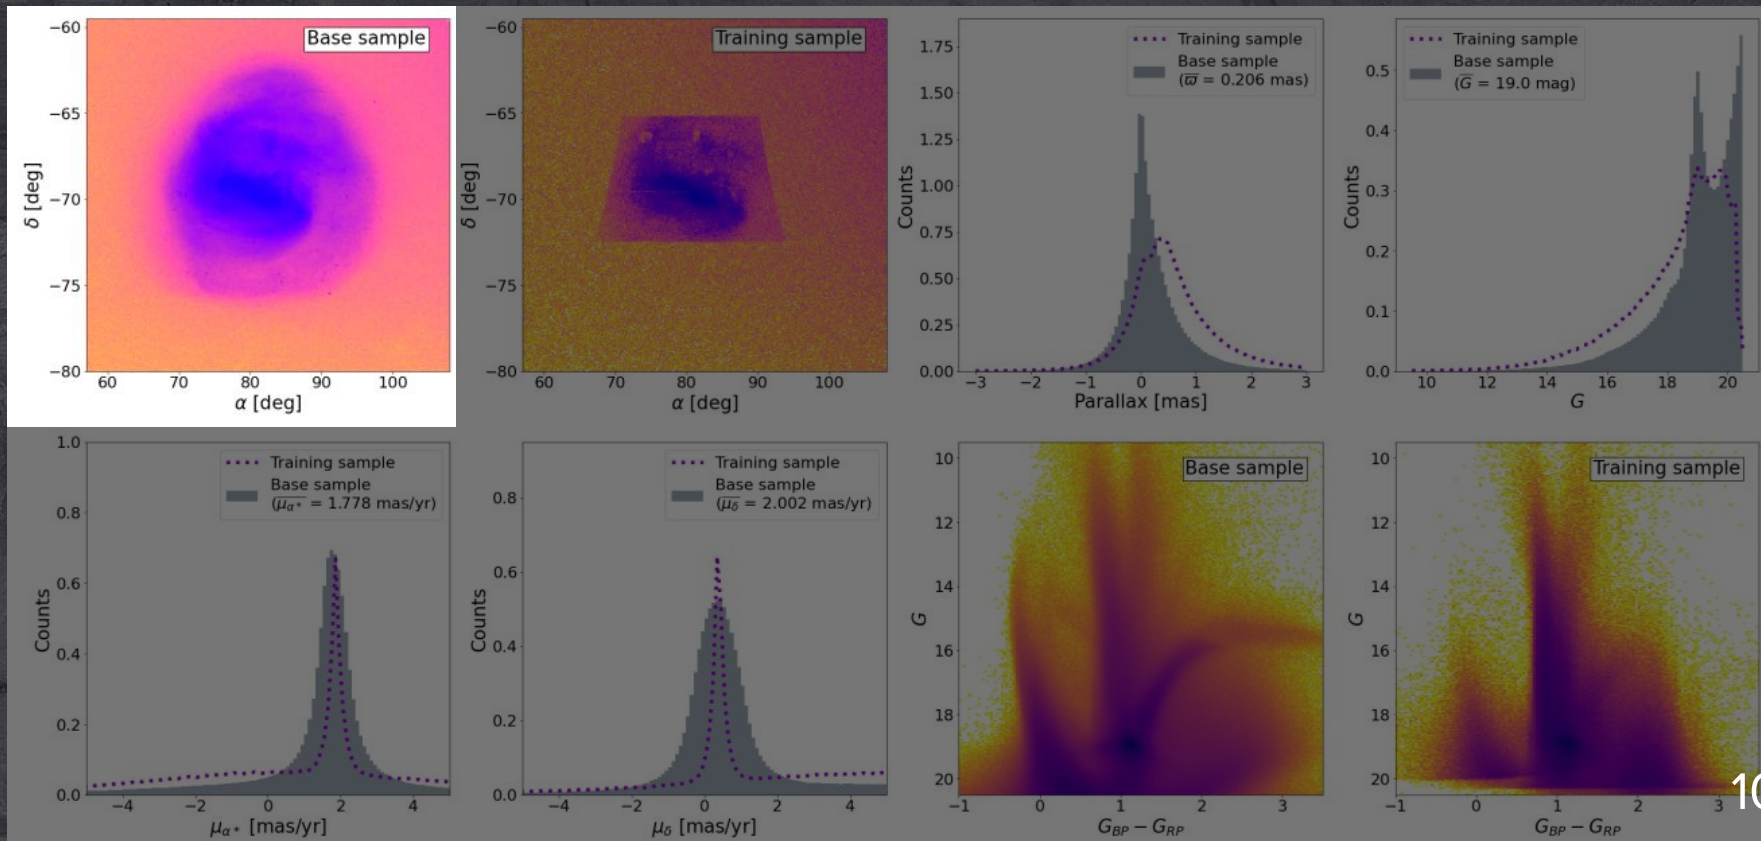 Base sample
−60
−65
−70
−75
−80
δ [deg]
60 70 80 90 100
α [deg]
Training sample
−60
−65
−70
−75
−80
δ [deg]
60 70 80 90 100
α [deg]
Training sample
Base sample
(ϖ̅ = 0.206 mas)
1.75
1.50
1.25
1.00
0.75
0.50
0.25
0.00
Counts
−3 −2 −1 0 1 2 3
Parallax [mas]
Training sample
Base sample
(G̅ = 19.0 mag)
0.5
0.4
0.3
0.2
0.1
0.0
Counts
10 12 14 16 18 20
G
Training sample
Base sample
(μ̅α* = 1.778 mas/yr)
1.0
0.8
0.6
0.4
0.2
0.0
Counts
−4 −2 0 2 4
μα* [mas/yr]
Training sample
Base sample
(μ̅δ = 2.002 mas/yr)
0.8
0.6
0.4
0.2
0.0
Counts
−4 −2 0 2 4
μδ [mas/yr]
Base sample
10
12
14
16
18
20
G
−1 0 1 2 3
GBP − GRP
Training sample
10
12
14
16
18
20
G
−1 0 1 2 3
GBP − GRP
10